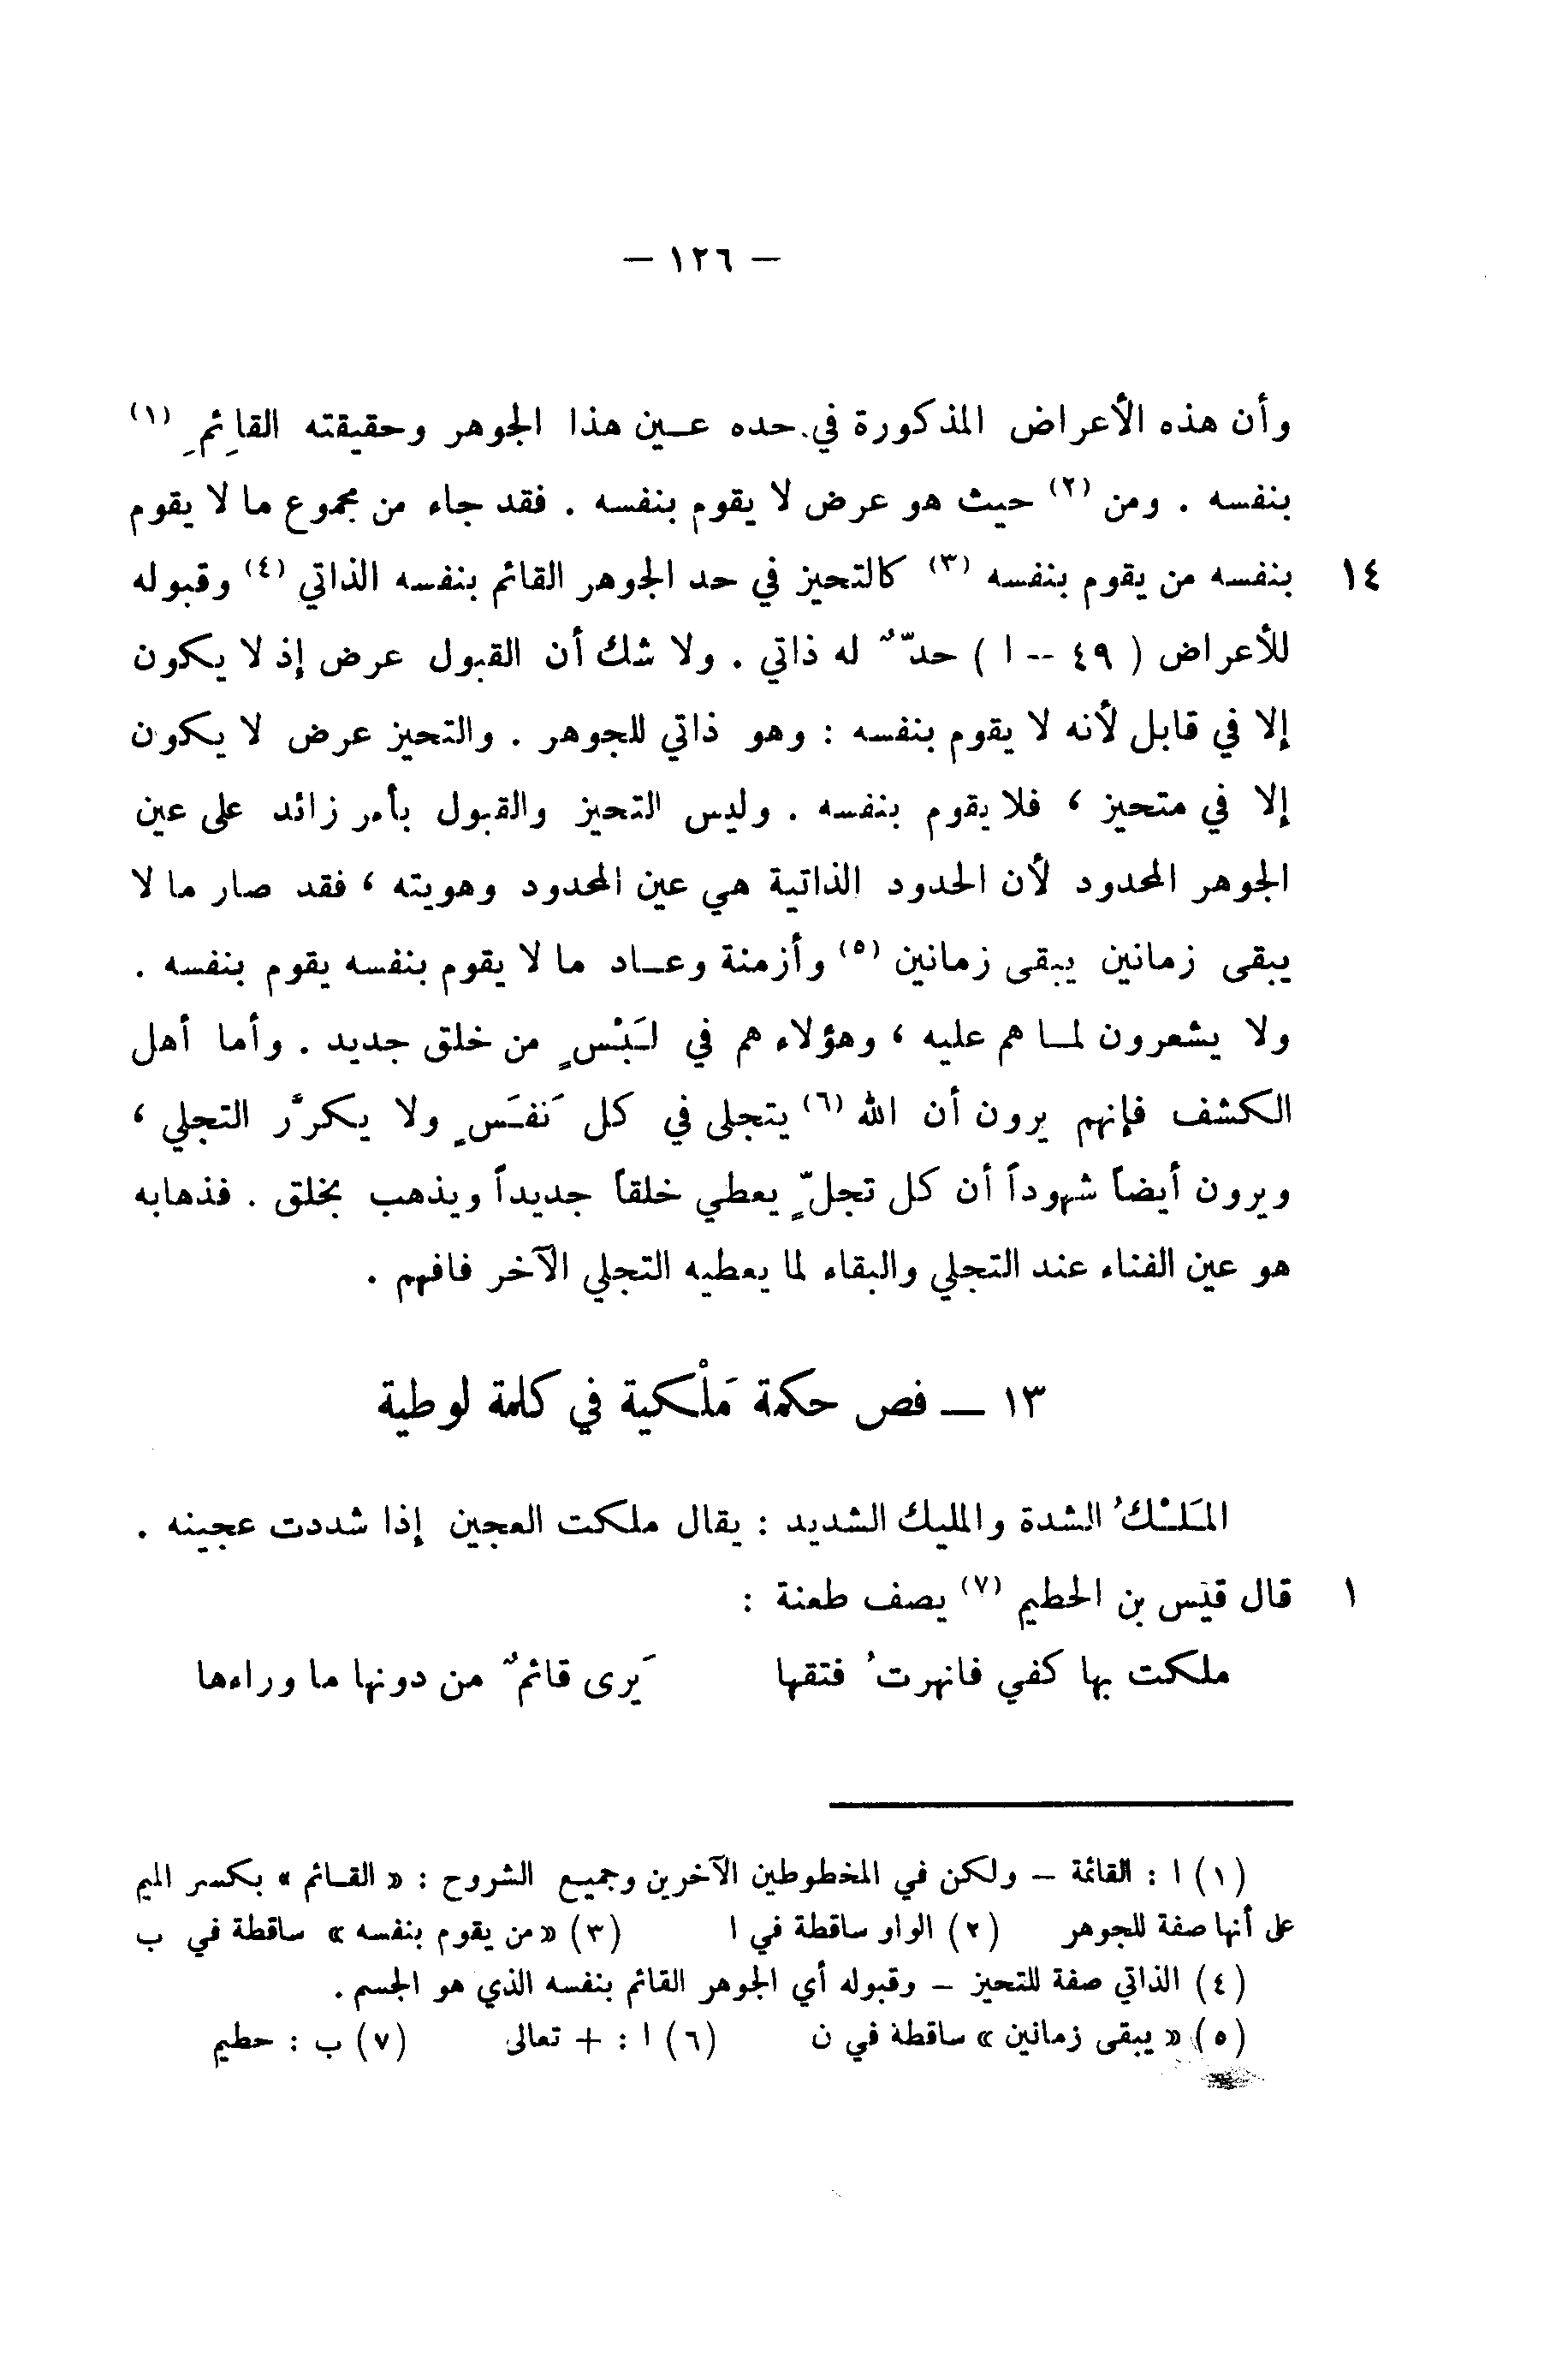 — ١٢٦ —
وأن هذه الأعراض المذكورة في حده عـين هذا الجوهر وحقيقته القائِمِ (١)
بنفسه . ومن (٢) حيث هو عرض لا يقوم بنفسه . فقد جاء من مجموع ما لا يقوم
١٤ بنفسه من يقوم بنفسه (٣) كالتحيز في حد الجوهر القائم بنفسه الذاتي (٤) وقبوله
للأعراض ( ٤٩ -- ا ) حدّ ٌ له ذاتي . ولا شك أن القبول عرض إذ لا يكون
إلا في قابل لأنه لا يقوم بنفسه : وهو ذاتي للجوهر . والتحيز عرض لا يكون
إلا في متحيز ، فلا يقوم بنفسه . وليس التحيز والقبول بأمر زائد على عين
الجوهر المحدود لأن الحدود الذاتية هي عين المحدود وهويته ، فقد صار ما لا
يبقى زمانين يبقى زمانين (٥) وأزمنة وعـاد ما لا يقوم بنفسه يقوم بنفسه .
ولا يشعرون لمـا هم عليه ، وهؤلاء هم في لَبْسٍ من خلق جديد . وأما أهل
الكشف فإنهم يرون أن الله (٦) يتجلى في كل نَفَسٍ ولا يكرَّر التجلي ،
ويرون أيضاً شهوداً أن كل تجلّ ٍ يعطي خلقاً جديداً ويذهب بخلق . فذهابه
هو عين الفناء عند التجلي والبقاء لما يعطيه التجلي الآخر فافهم .
١٣ — فص حكمة مَلْكية في كلمة لوطية
المَلْكُ الشدة والمليك الشديد : يقال ملكت العجين إذا شددت عجينه .
١ قال قيس بن الحطيم (٧) يصف طعنة :
ملكت بها كفي فانهرتُ فتقها يَرى قائمٌ من دونها ما وراءها
(١) ا : القائمة – ولكن في المخطوطين الآخرين وجميـع الشروح : « القـائم » بكسر الميم
على أنها صفة للجوهر (٢) الواو ساقطة في ا (٣) « من يقوم بنفسه » ساقطة في ب
(٤) الذاتي صفة للتحيز – وقبوله أي الجوهر القائم بنفسه الذي هو الجسم .
(٥) « يبقى زمانين » ساقطة في ن (٦) ا : + تعالى (٧) ب : حطيم